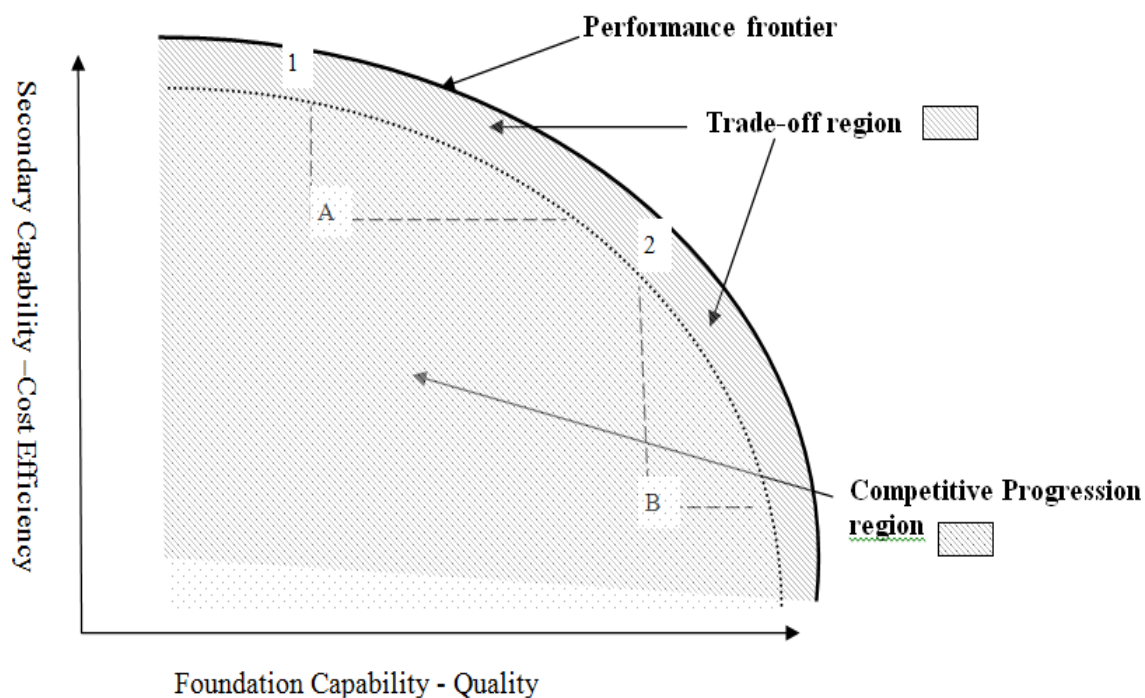 Performance frontier
1
Trade-off region
Secondary Capability –Cost Efficiency
A
2
Competitive Progression
region
B
Foundation Capability - Quality